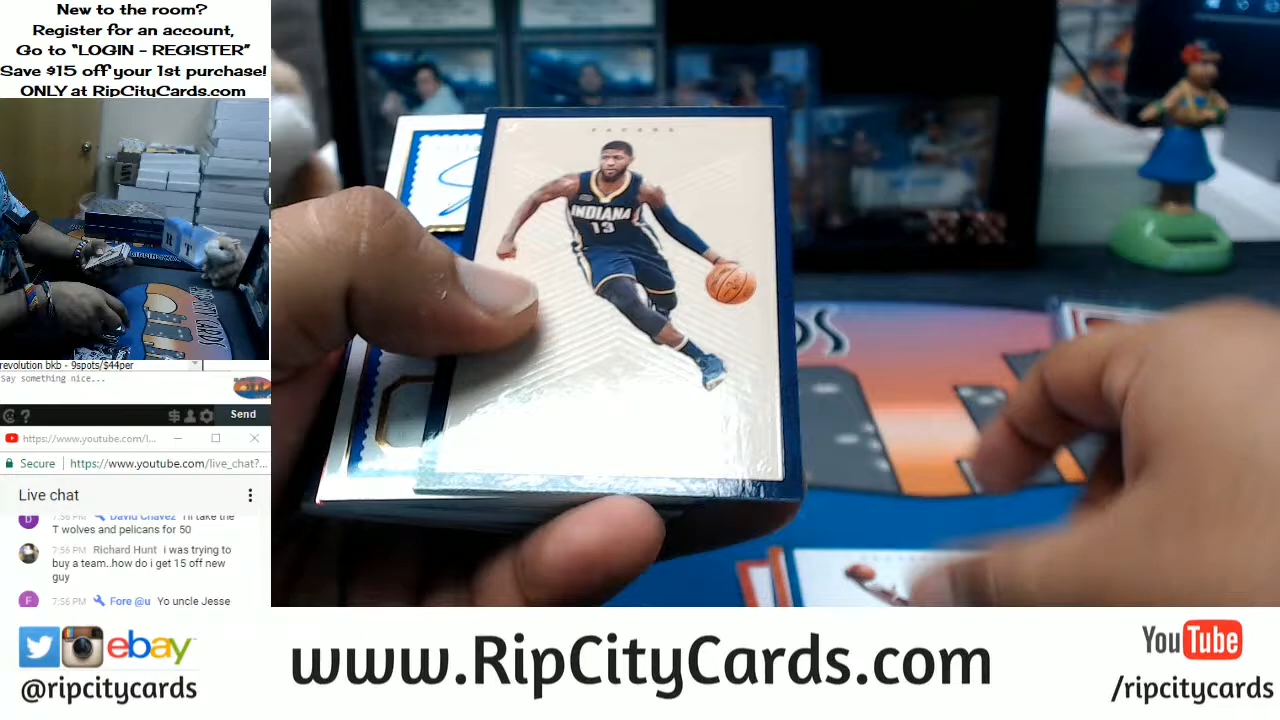 New to the room?
Register for an account,
Go to "LOGIN - REGISTER"
Save $15 off your 1st purchase!
ONLY at RipCityCards.com
PACERS
INDIANA
13
R T
revolution bkb - 9spots/$44per
Say something nice...
Send
https://www.youtube.com/l...
Secure
https://www.youtube.com/live_chat?...
Live chat
D
7:56 PM David Chavez I'll take the
T wolves and pelicans for 50
7:56 PM Richard Hunt i was trying to
buy a team..how do i get 15 off new
guy
F
7:56 PM Fore @u Yo uncle Jesse
ebay
@ripcitycards
www.RipCityCards.com
YouTube
/ripcitycards